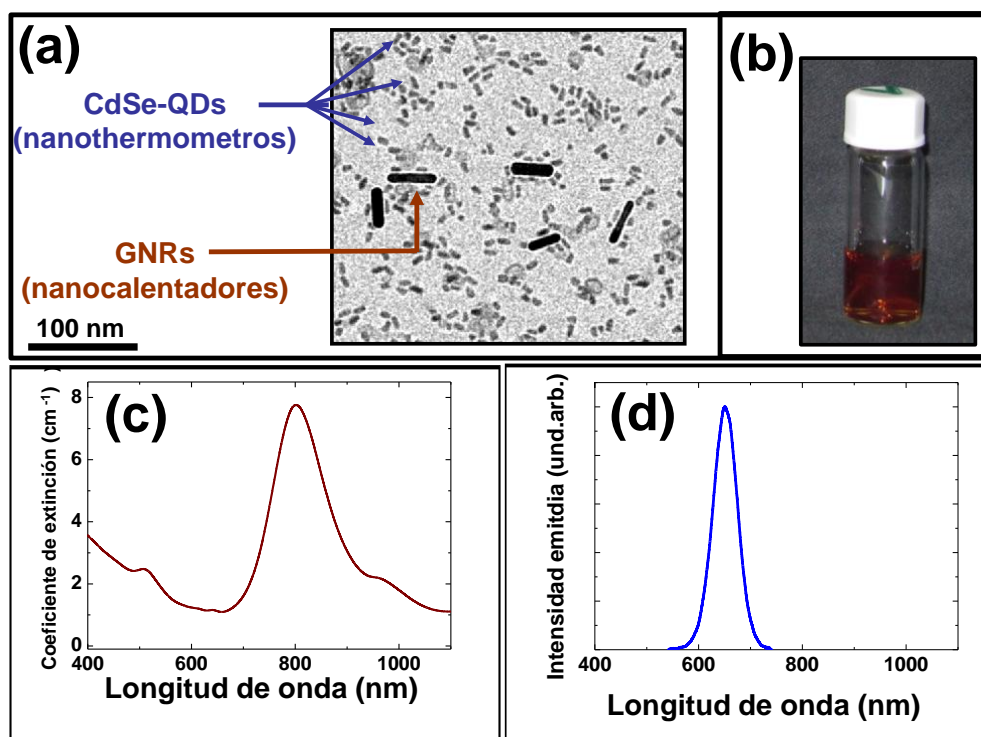 (a)
CdSe-QDs
(nanothermometros)
GNRs
(nanocalentadores)
100 nm
(b)
(c)
Coeficiente de extinción (cm⁻¹)
8
6
4
2
0
400 600 800 1000
Longitud de onda (nm)
(d)
Intensidad emitdia (und.arb.)
400 600 800 1000
Longitud de onda (nm)